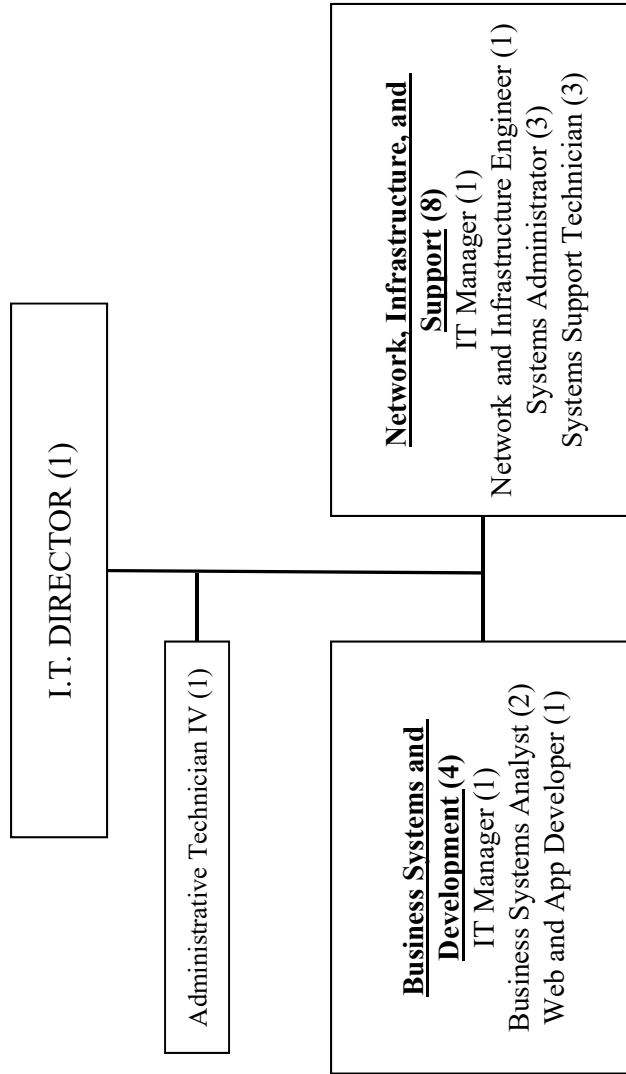 I.T. DIRECTOR (1)
Administrative Technician IV (1)
Business Systems and
Development (4)
IT Manager (1)
Business Systems Analyst (2)
Web and App Developer (1)
Network, Infrastructure, and
Support (8)
IT Manager (1)
Network and Infrastructure Engineer (1)
Systems Administrator (3)
Systems Support Technician (3)